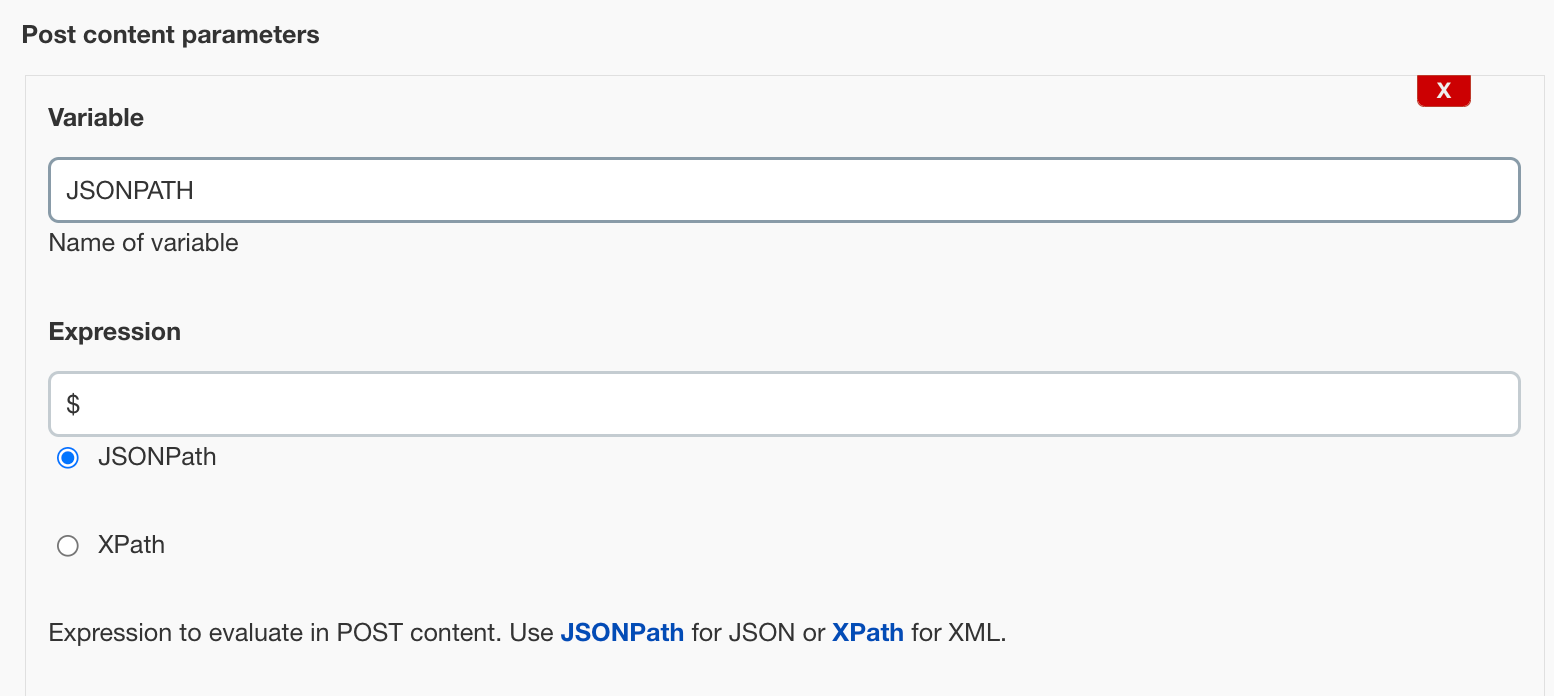 Post content parameters
X
Variable
JSONPATH
Name of variable
Expression
$
JSONPath
XPath
Expression to evaluate in POST content. Use JSONPath for JSON or XPath for XML.